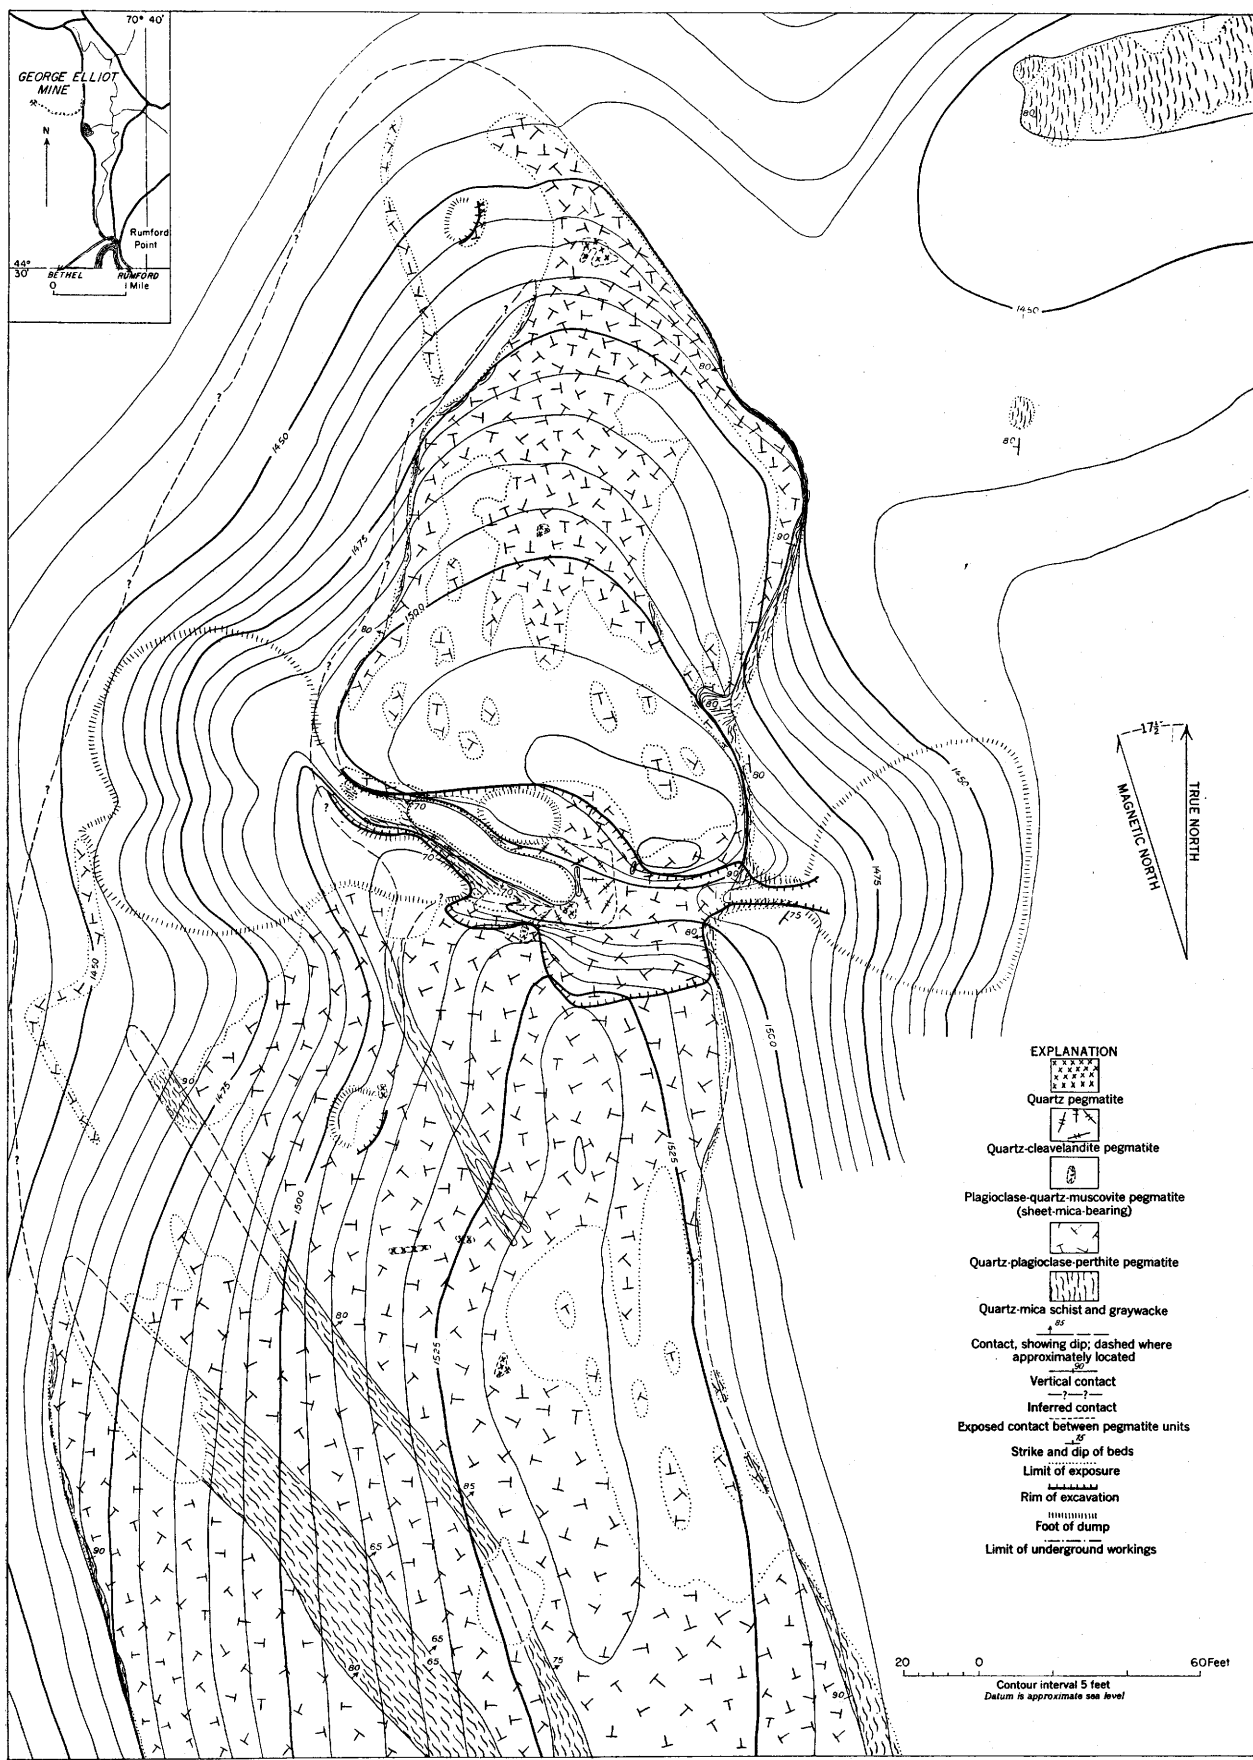 70° 40'
GEORGE ELLIOT
MINE
N
Rumford
Point
44°
30'
BETHEL
RUMFORD
0
1 Mile
80
1450
80
?
?
80
?
1450
?
1475
90
?
1500
80
?
80
?
80
1450
17½°
MAGNETIC NORTH
TRUE NORTH
70
?
70
90
1475
75
?
80
1450
1500
90
1475
1525
1500
?
80
1525
85
90
65
65
65
80
75
90
EXPLANATION
Quartz pegmatite
Quartz-cleavelandite pegmatite
Plagioclase-quartz-muscovite pegmatite
(sheet-mica-bearing)
Quartz-plagioclase-perthite pegmatite
Quartz-mica schist and graywacke
85
Contact, showing dip; dashed where
approximately located
90
Vertical contact
—?—?—
Inferred contact
Exposed contact between pegmatite units
75
Strike and dip of beds
Limit of exposure
Rim of excavation
Foot of dump
Limit of underground workings
20 0 60 Feet
Contour interval 5 feet
Datum is approximate sea level